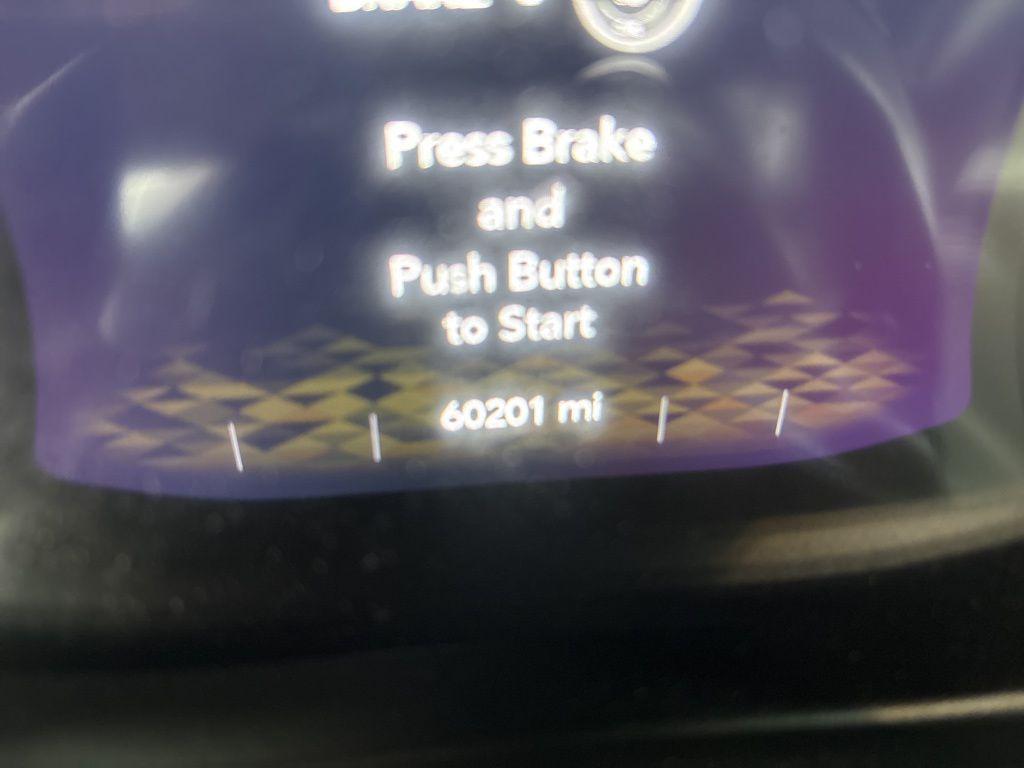 Press Brake
and
Push Button
to Start
60201 mi